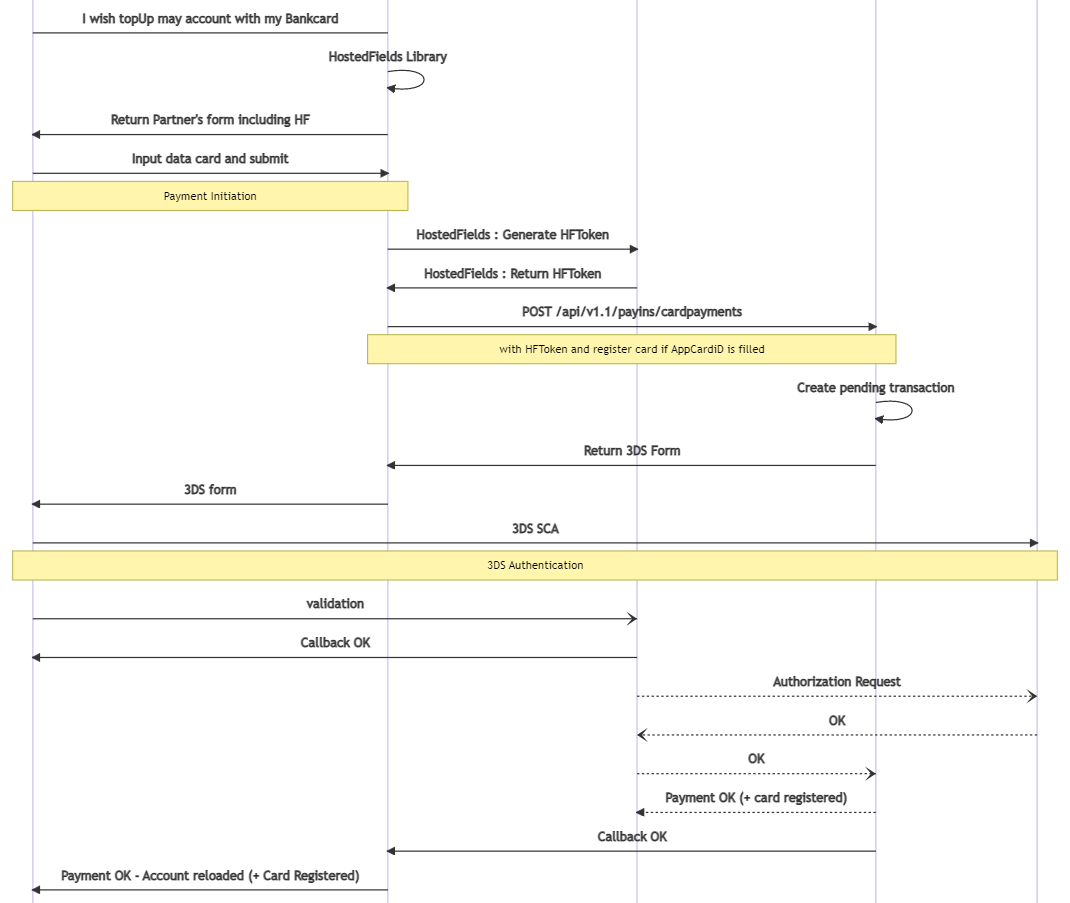 I wish topUp may account with my Bankcard
HostedFields Library
Return Partner's form including HF
Input data card and submit
Payment Initiation
HostedFields : Generate HFToken
HostedFields : Return HFToken
POST /api/v1.1/payins/cardpayments
with HFToken and register card if AppCardiD is filled
Create pending transaction
Return 3DS Form
3DS form
3DS SCA
3DS Authentication
validation
Callback OK
Authorization Request
OK
OK
Payment OK (+ card registered)
Callback OK
Payment OK - Account reloaded (+ Card Registered)